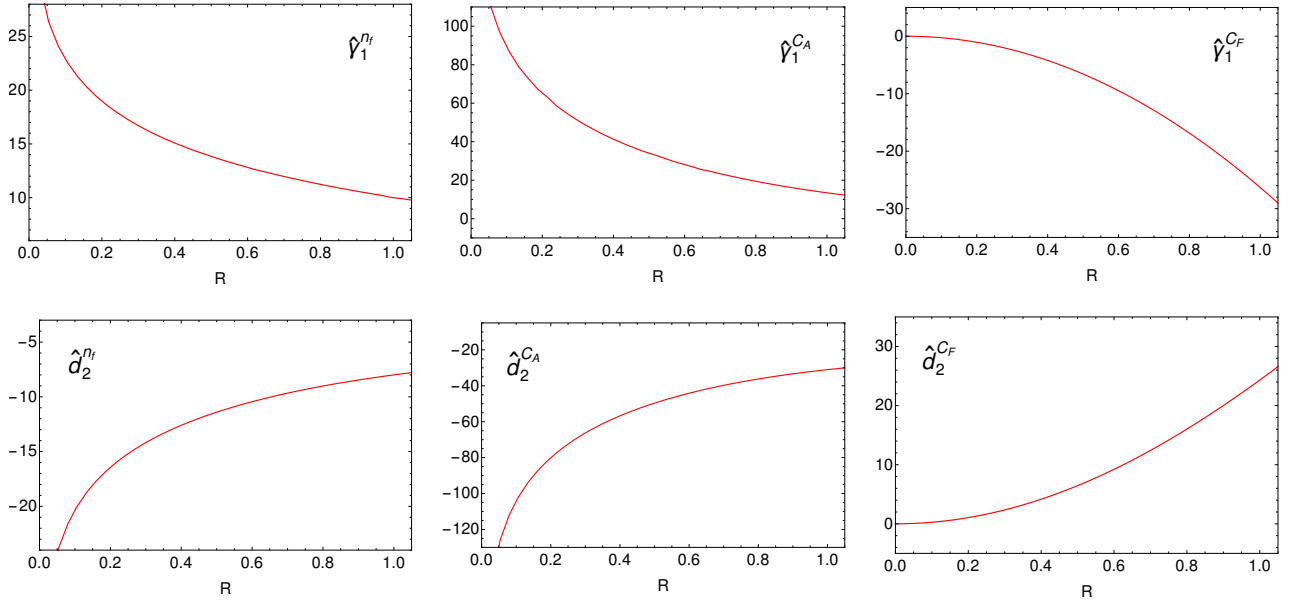 25
20
15
10
0.0 0.2 0.4 0.6 0.8 1.0
R
γ̂₁^{n_f}
100
80
60
40
20
0
0.0 0.2 0.4 0.6 0.8 1.0
R
γ̂₁^{C_A}
0
−10
−20
−30
0.0 0.2 0.4 0.6 0.8 1.0
R
γ̂₁^{C_F}
−5
−10
−15
−20
0.0 0.2 0.4 0.6 0.8 1.0
R
d̂₂^{n_f}
−20
−40
−60
−80
−100
−120
0.0 0.2 0.4 0.6 0.8 1.0
R
d̂₂^{C_A}
30
20
10
0
0.0 0.2 0.4 0.6 0.8 1.0
R
d̂₂^{C_F}